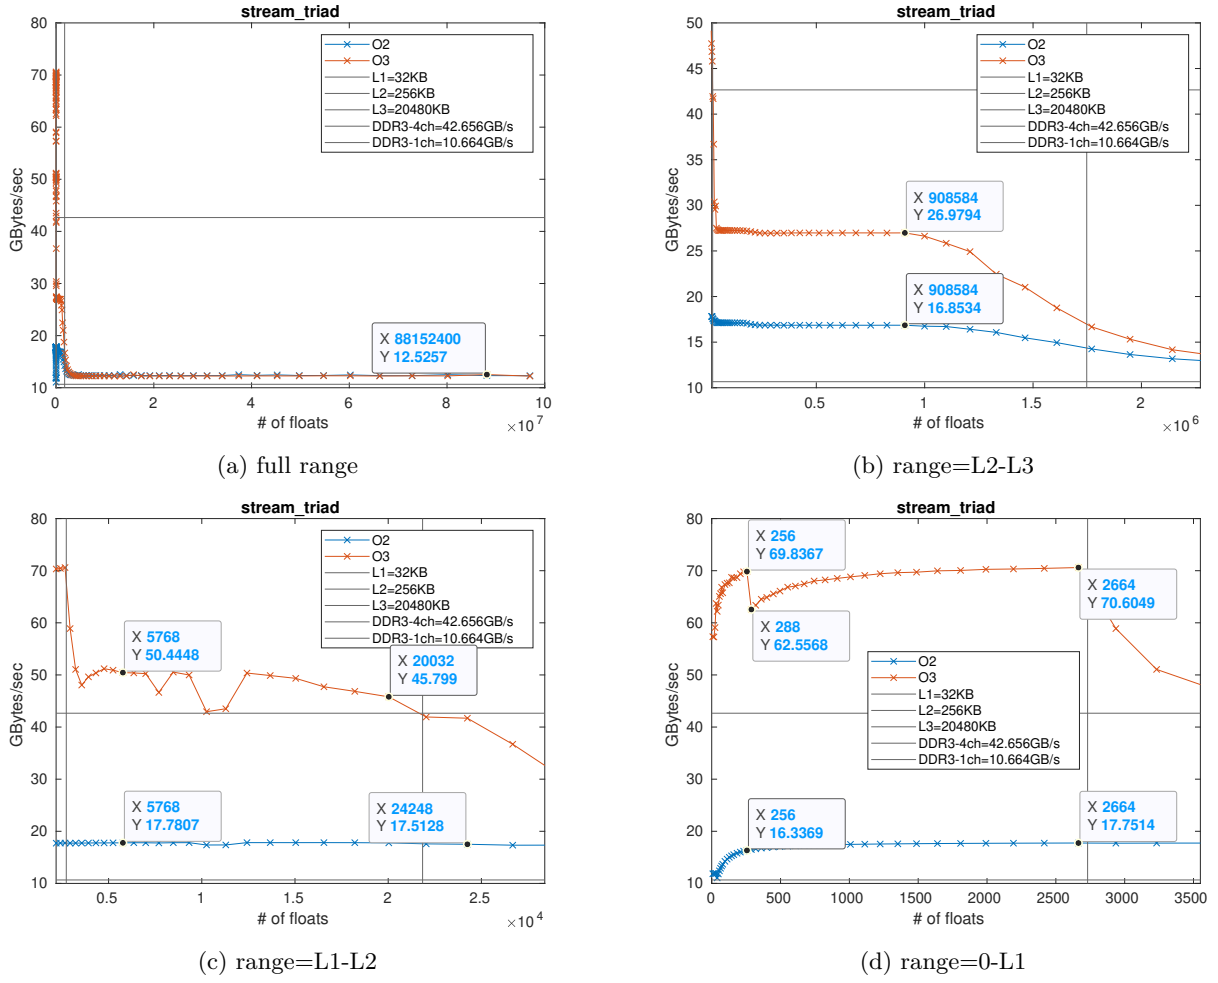 stream_triad
80
70
60
50
40
30
20
10
GBytes/sec
O2
O3
L1=32KB
L2=256KB
L3=20480KB
DDR3-4ch=42.656GB/s
DDR3-1ch=10.664GB/s
X 88152400
Y 12.5257
0 2 4 6 8 10
# of floats
×10^7
(a) full range
stream_triad
50
45
40
35
30
25
20
15
10
GBytes/sec
O2
O3
L1=32KB
L2=256KB
L3=20480KB
DDR3-4ch=42.656GB/s
DDR3-1ch=10.664GB/s
X 908584
Y 26.9794
X 908584
Y 16.8534
0.5 1 1.5 2
# of floats
×10^6
(b) range=L2-L3
stream_triad
80
70
60
50
40
30
20
10
GBytes/sec
O2
O3
L1=32KB
L2=256KB
L3=20480KB
DDR3-4ch=42.656GB/s
DDR3-1ch=10.664GB/s
X 5768
Y 50.4448
X 20032
Y 45.799
X 5768
Y 17.7807
X 24248
Y 17.5128
0.5 1 1.5 2 2.5
# of floats
×10^4
(c) range=L1-L2
stream_triad
80
70
60
50
40
30
20
10
GBytes/sec
X 256
Y 69.8367
X 288
Y 62.5568
X 2664
Y 70.6049
O2
O3
L1=32KB
L2=256KB
L3=20480KB
DDR3-4ch=42.656GB/s
DDR3-1ch=10.664GB/s
X 256
Y 16.3369
X 2664
Y 17.7514
0 500 1000 1500 2000 2500 3000 3500
# of floats
(d) range=0-L1